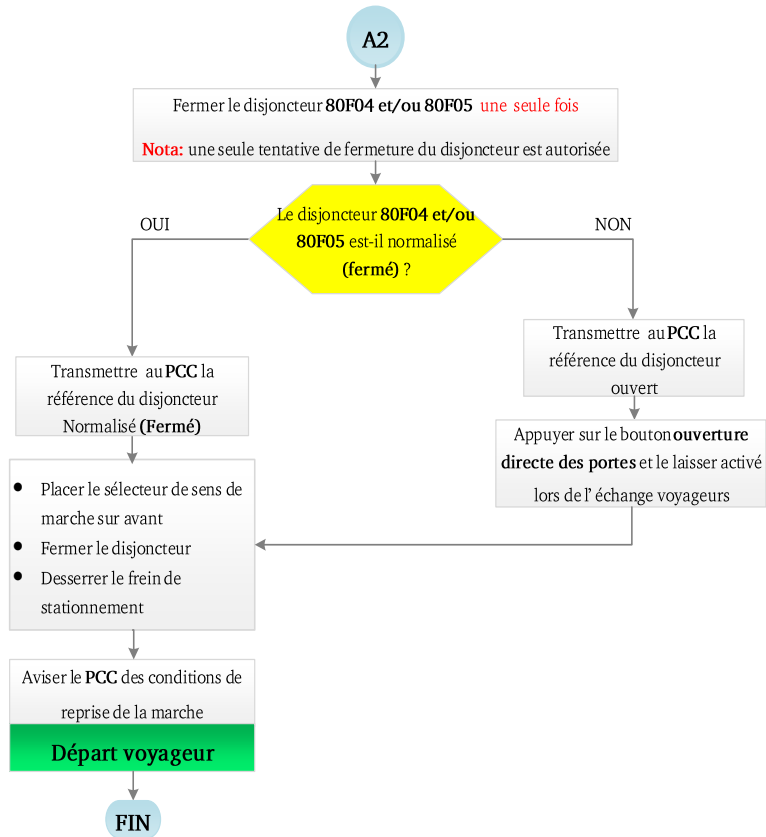 A2
Fermer le disjoncteur 80F04 et/ou 80F05 une seule fois
Nota: une seule tentative de fermeture du disjoncteur est autorisée
Le disjoncteur 80F04 et/ou
80F05 est-il normalisé
(fermé) ?
OUI
NON
Transmettre au PCC la
référence du disjoncteur
Normalisé (Fermé)
Transmettre au PCC la
référence du disjoncteur
ouvert
Appuyer sur le bouton ouverture
directe des portes et le laisser activé
lors de l' échange voyageurs
• Placer le sélecteur de sens de
marche sur avant
• Fermer le disjoncteur
• Desserrer le frein de
stationnement
Aviser le PCC des conditions de
reprise de la marche
Départ voyageur
FIN